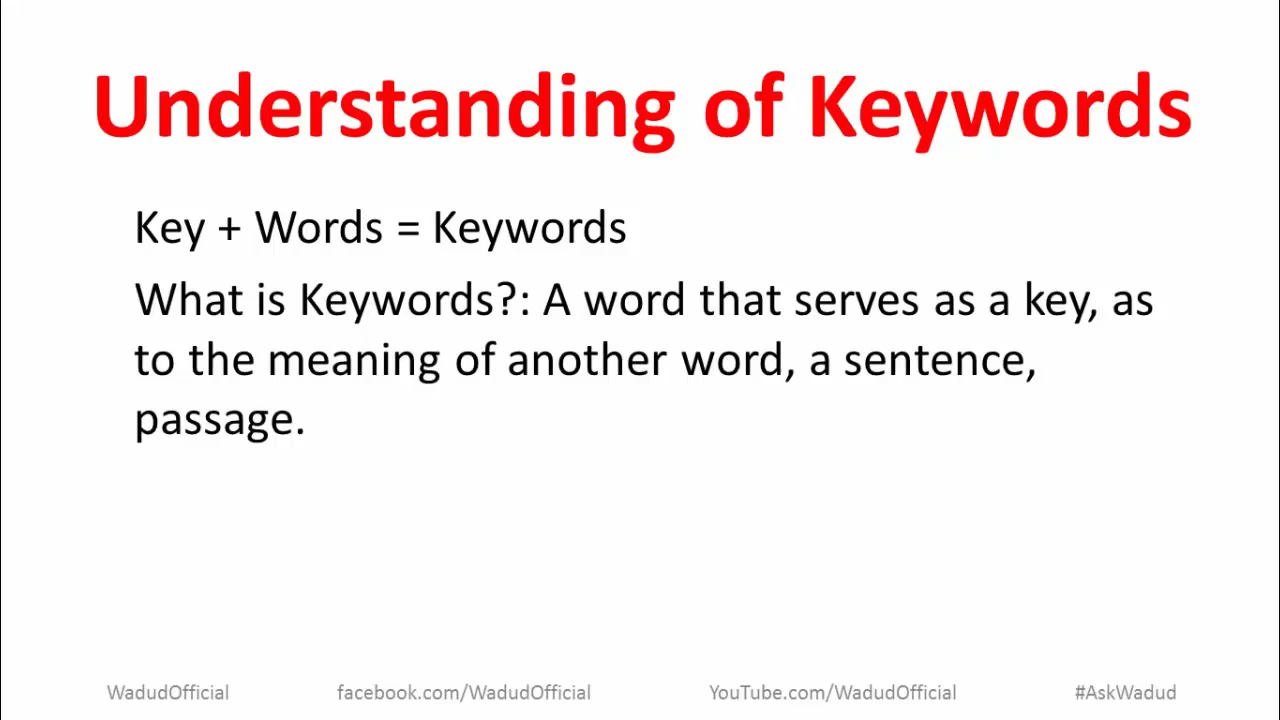 Understanding of Keywords
Key + Words = Keywords
What is Keywords?: A word that serves as a key, as
to the meaning of another word, a sentence,
passage.
WadudOfficial facebook.com/WadudOfficial YouTube.com/WadudOfficial #AskWadud